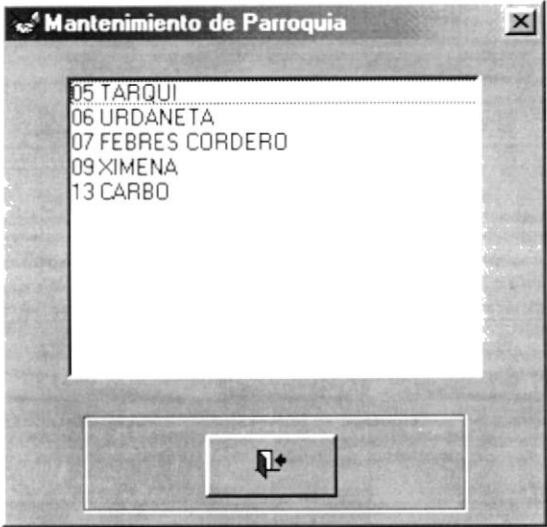 Mantenimiento de Parroquia
05 TARQUI
06 URDANETA
07 FEBRES CORDERO
09 XIMENA
13 CARBO